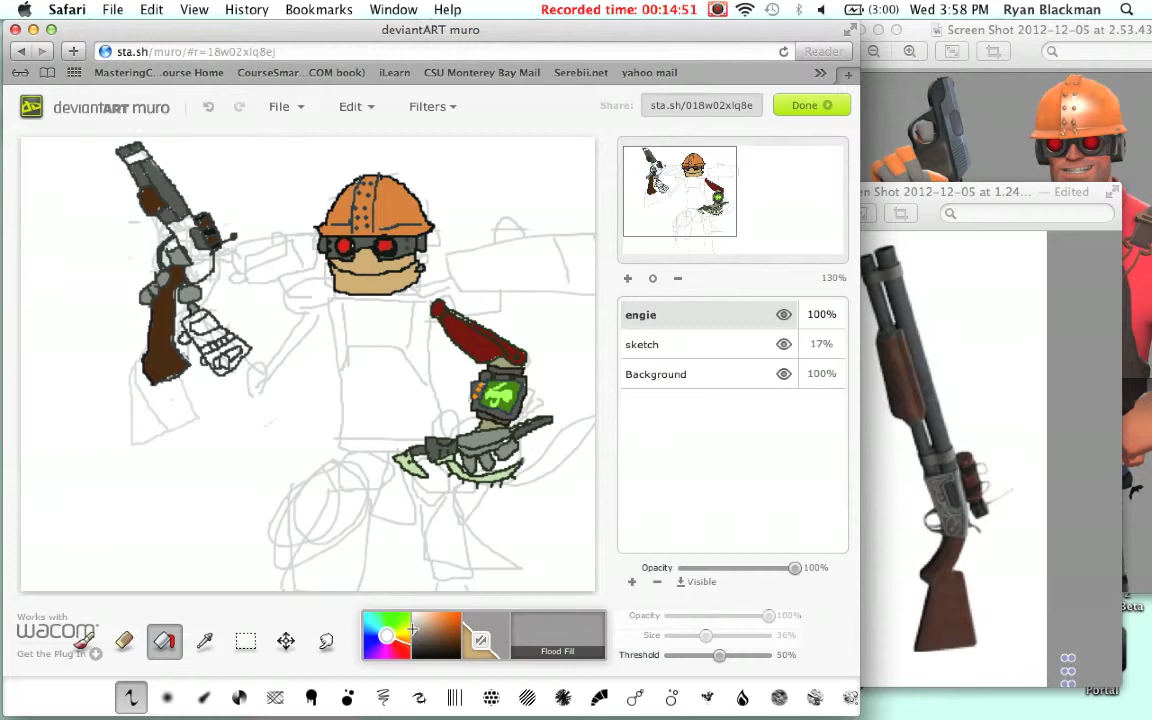 Safari File Edit View History Bookmarks Window Help Recorded time: 00:14:51 (3:00) Wed 3:58 PM Ryan Blackman
deviantART muro
Screen Shot 2012-12-05 at 2.53.43
sta.sh/muro/#r=18w02xlq8ej Reader
MasteringC...ourse Home CourseSmar...COM book) iLearn CSU Monterey Bay Mail Serebii.net yahoo mail
deviantART muro File Edit Filters Share: sta.sh/018w02xlq8e Done
en Shot 2012-12-05 at 1.24... — Edited
130%
engie 100%
sketch 17%
Background 100%
Opacity 100%
Visible
Works with
wacom
Get the Plug In
Flood Fill
Opacity 100%
Size 36%
Threshold 50%
Beta
Portal